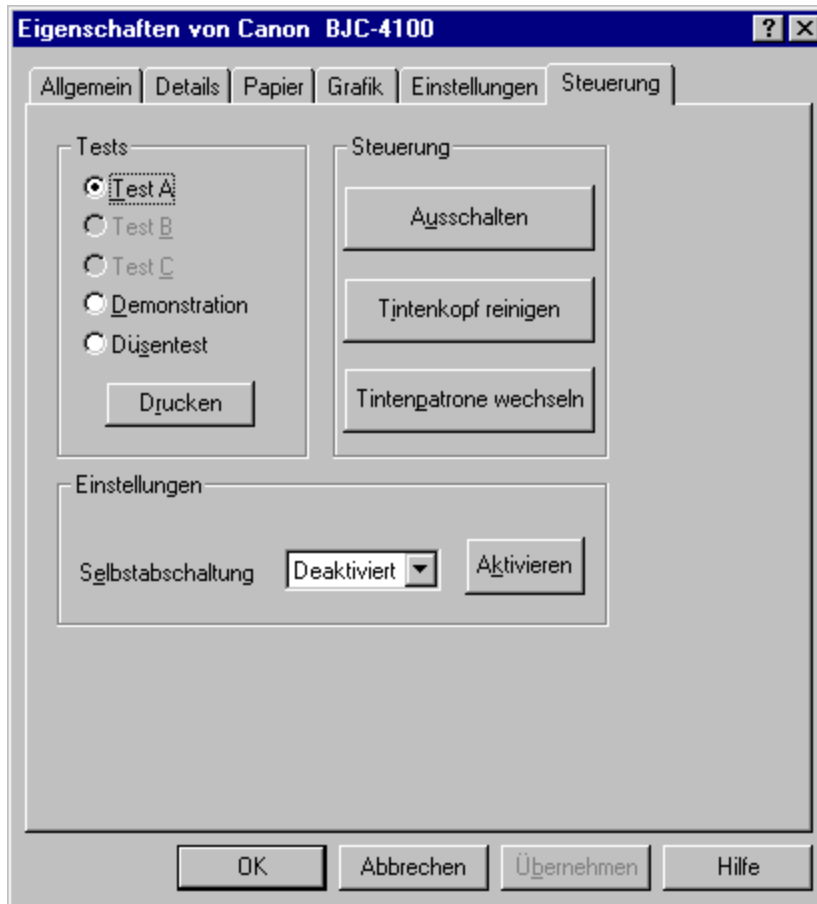 Eigenschaften von Canon BJC-4100
Allgemein Details Papier Grafik Einstellungen Steuerung
Tests
Test A
Test B
Test C
Demonstration
Düsentest
Drucken
Steuerung
Ausschalten
Tintenkopf reinigen
Tintenpatrone wechseln
Einstellungen
Selbstabschaltung Deaktiviert Aktivieren
OK Abbrechen Übernehmen Hilfe